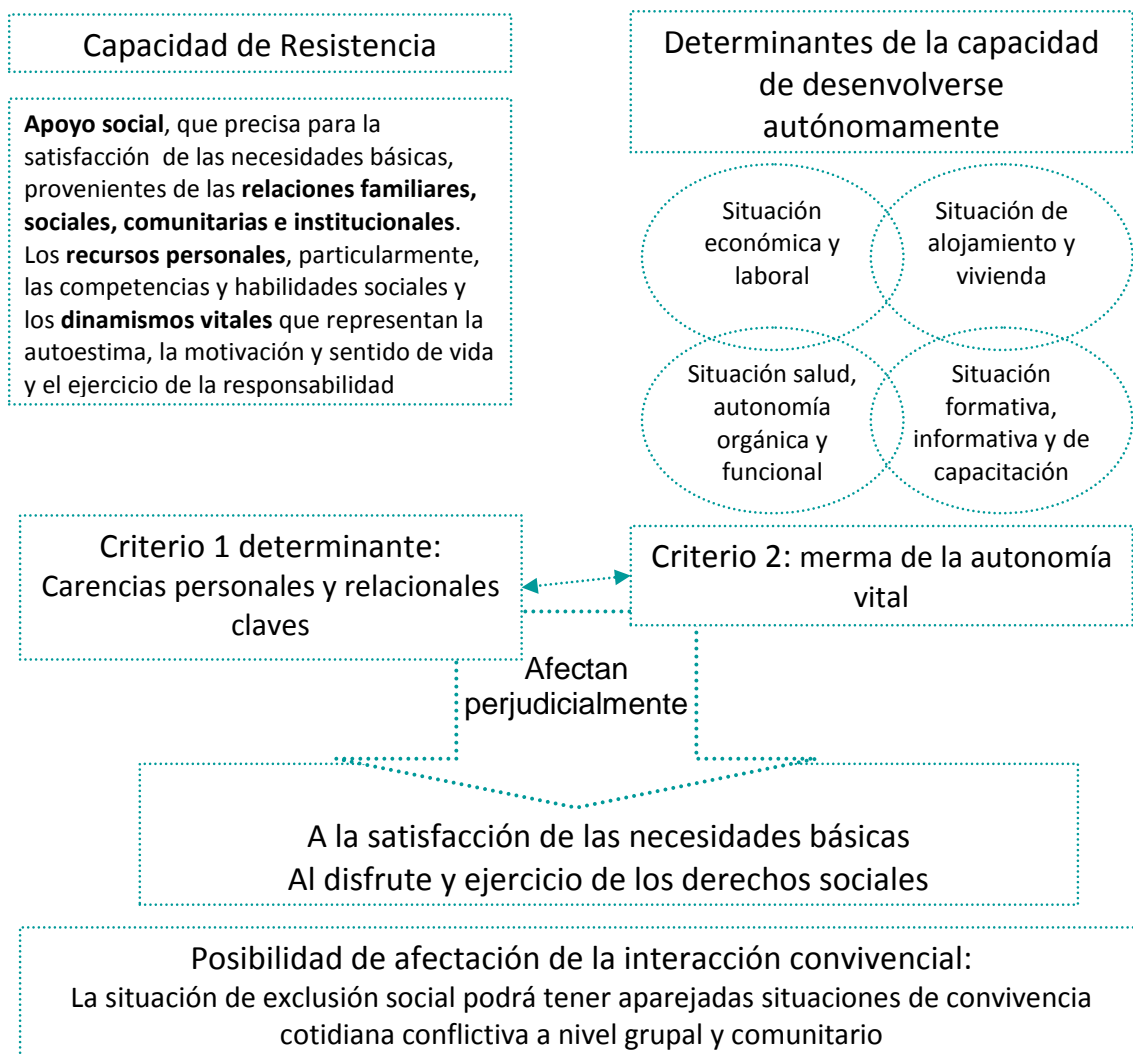 Capacidad de Resistencia
Apoyo social, que precisa para la
satisfacción de las necesidades básicas,
provenientes de las relaciones familiares,
sociales, comunitarias e institucionales.
Los recursos personales, particularmente,
las competencias y habilidades sociales y
los dinamismos vitales que representan la
autoestima, la motivación y sentido de vida
y el ejercicio de la responsabilidad
Determinantes de la capacidad
de desenvolverse
autónomamente
Situación
económica y
laboral
Situación de
alojamiento y
vivienda
Situación salud,
autonomía
orgánica y
funcional
Situación
formativa,
informativa y de
capacitación
Criterio 1 determinante:
Carencias personales y relacionales
claves
Criterio 2: merma de la autonomía
vital
Afectan
perjudicialmente
A la satisfacción de las necesidades básicas
Al disfrute y ejercicio de los derechos sociales
Posibilidad de afectación de la interacción convivencial:
La situación de exclusión social podrá tener aparejadas situaciones de convivencia
cotidiana conflictiva a nivel grupal y comunitario